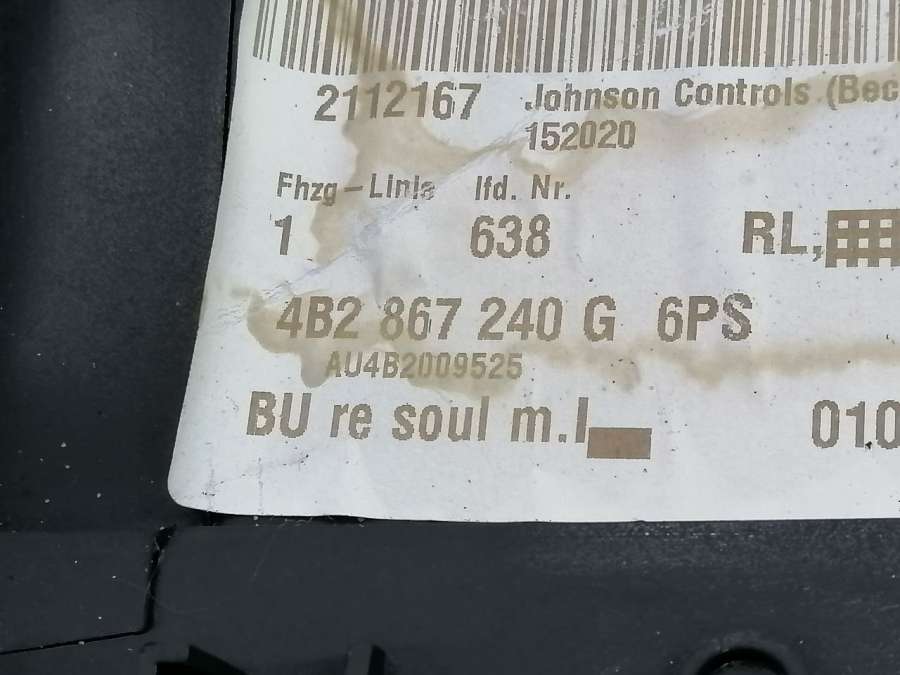 2112167 Johnson Controls (Bec
152020
Fhzg-Linie lfd. Nr.
1 638 RL,
4B2 867 240 G 6PS
AU4B2009525
BU re soul m.l
010